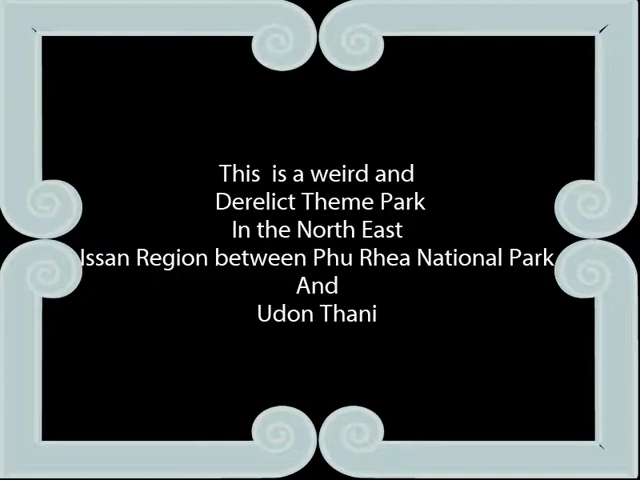 This  is a weird and
Derelict Theme Park
In the North East
Issan Region between Phu Rhea National Park
And
Udon Thani